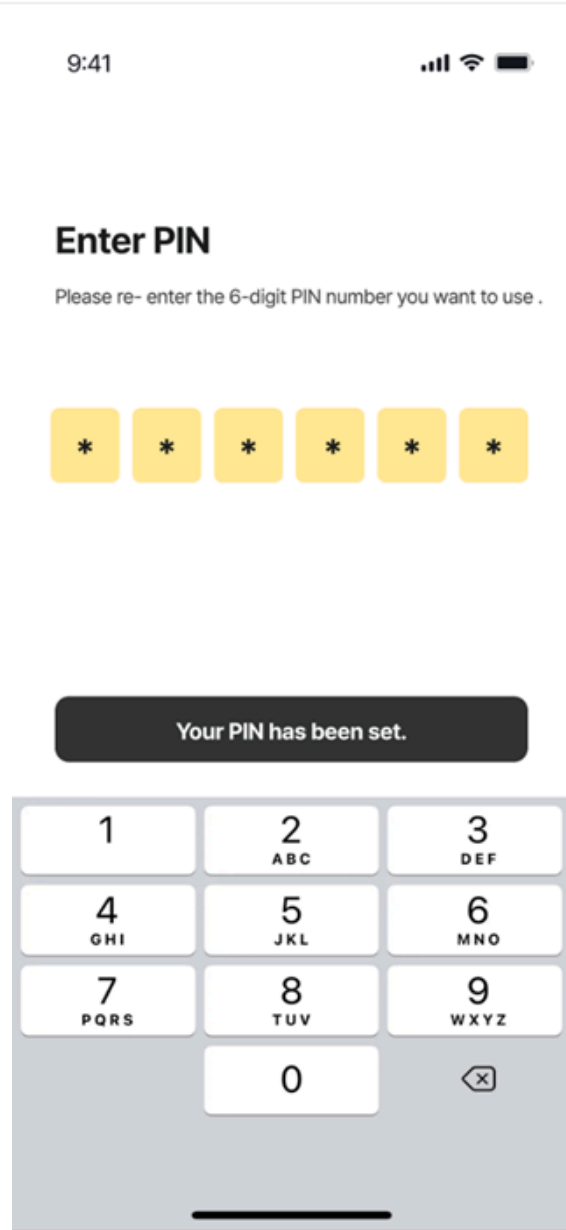 9:41
Enter PIN
Please re- enter the 6-digit PIN number you want to use .
* * * * * *
Your PIN has been set.
1 2 3
ABC DEF
4 5 6
GHI JKL MNO
7 8 9
PQRS TUV WXYZ
0